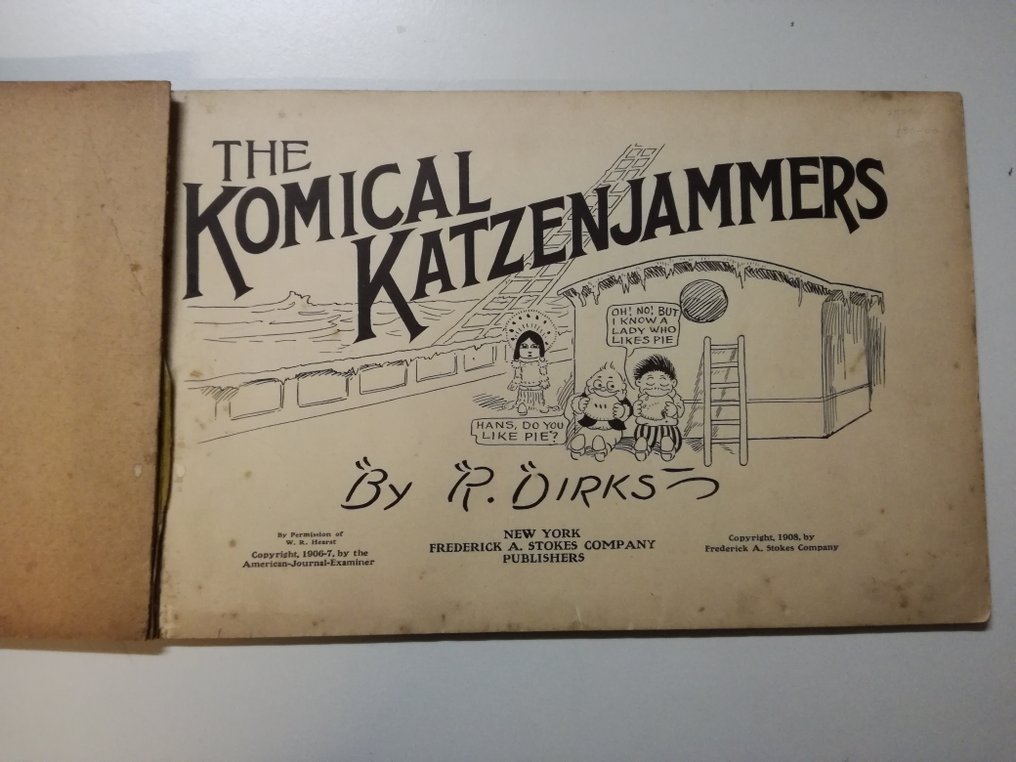 THE
KOMICAL
KATZENJAMMERS
OH! NO! BUT
I KNOW A
LADY WHO
LIKES PIE
HANS, DO YOU
LIKE PIE?
"By "R. "DIRKS
By Permission of
W. R. Hearst
Copyright, 1906-7, by the
American-Journal-Examiner
NEW YORK
FREDERICK A. STOKES COMPANY
PUBLISHERS
Copyright, 1908, by
Frederick A. Stokes Company